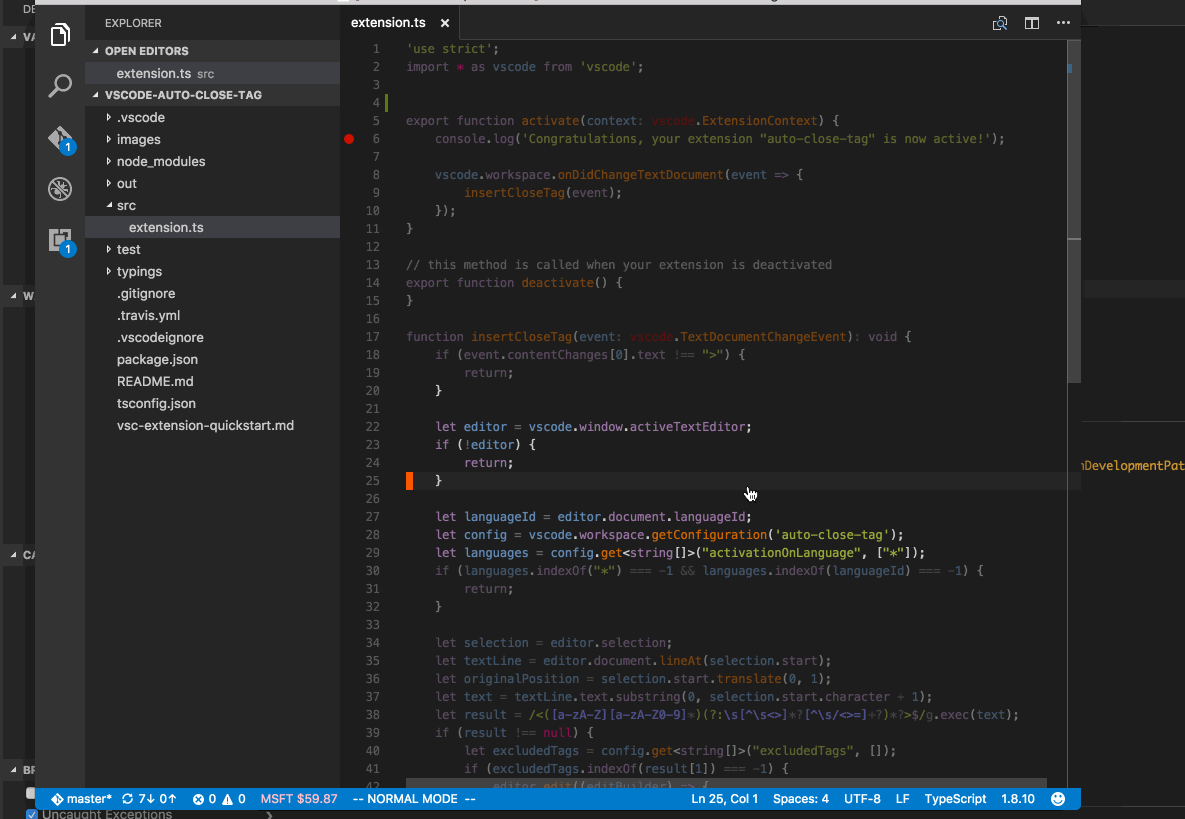 DE
EXPLORER
extension.ts ×
VA
OPEN EDITORS
extension.ts src
VSCODE-AUTO-CLOSE-TAG
.vscode
images
node_modules
out
src
extension.ts
test
typings
.gitignore
.travis.yml
.vscodeignore
package.json
README.md
tsconfig.json
vsc-extension-quickstart.md
1
1
W
CA
BR
1 'use strict';
2 import * as vscode from 'vscode';
3
4
5 export function activate(context: vscode.ExtensionContext) {
6 console.log('Congratulations, your extension "auto-close-tag" is now active!');
7
8 vscode.workspace.onDidChangeTextDocument(event => {
9 insertCloseTag(event);
10 });
11 }
12
13 // this method is called when your extension is deactivated
14 export function deactivate() {
15 }
16
17 function insertCloseTag(event: vscode.TextDocumentChangeEvent): void {
18 if (event.contentChanges[0].text !== ">") {
19 return;
20 }
21
22 let editor = vscode.window.activeTextEditor;
23 if (!editor) {
24 return;
25 }
26
27 let languageId = editor.document.languageId;
28 let config = vscode.workspace.getConfiguration('auto-close-tag');
29 let languages = config.get<string[]>("activationOnLanguage", ["*"]);
30 if (languages.indexOf("*") === -1 && languages.indexOf(languageId) === -1) {
31 return;
32 }
33
34 let selection = editor.selection;
35 let textLine = editor.document.lineAt(selection.start);
36 let originalPosition = selection.start.translate(0, 1);
37 let text = textLine.text.substring(0, selection.start.character + 1);
38 let result = /<([a-zA-Z][a-zA-Z0-9]*)(?:\s[^\s<>]*?[^\s/<>=]+?)*?>$/g.exec(text);
39 if (result !== null) {
40 let excludedTags = config.get<string[]>("excludedTags", []);
41 if (excludedTags.indexOf(result[1]) === -1) {
42 editor.edit((editBuilder) => {
nDevelopmentPat
master* 7↓ 0↑ 0 0 MSFT $59.87 -- NORMAL MODE -- Ln 25, Col 1 Spaces: 4 UTF-8 LF TypeScript 1.8.10
Uncaught Exceptions